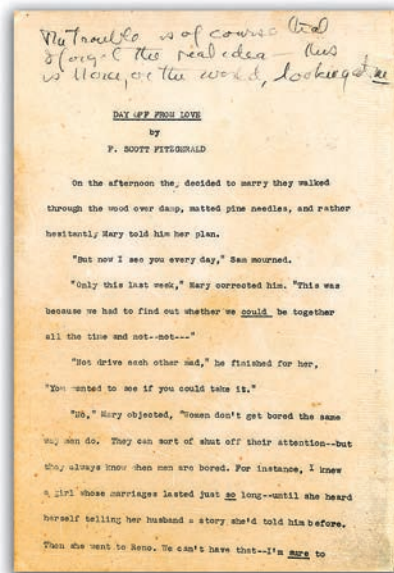 My Trouble is of course that
I forget the real idea — this
is Nora, or the world, looking at me
DAY OFF FROM LOVE
by
F. SCOTT FITZGERALD
On the afternoon they decided to marry they walked
through the wood over damp, matted pine needles, and rather
hesitantly Mary told him her plan.
"But now I see you every day," Sam mourned.
"Only this last week," Mary corrected him. "This was
because we had to find out whether we could be together
all the time and not--not---"
"Not drive each other mad," he finished for her,
"You wanted to see if you could take it."
"No," Mary objected, "Women don't get bored the same
way men do. They can sort of shut off their attention--but
they always know when men are bored. For instance, I knew
a girl whose marriages lasted just so long--until she heard
herself telling her husband a story she'd told him before.
Then she went to Reno. We can't have that--I'm sure to